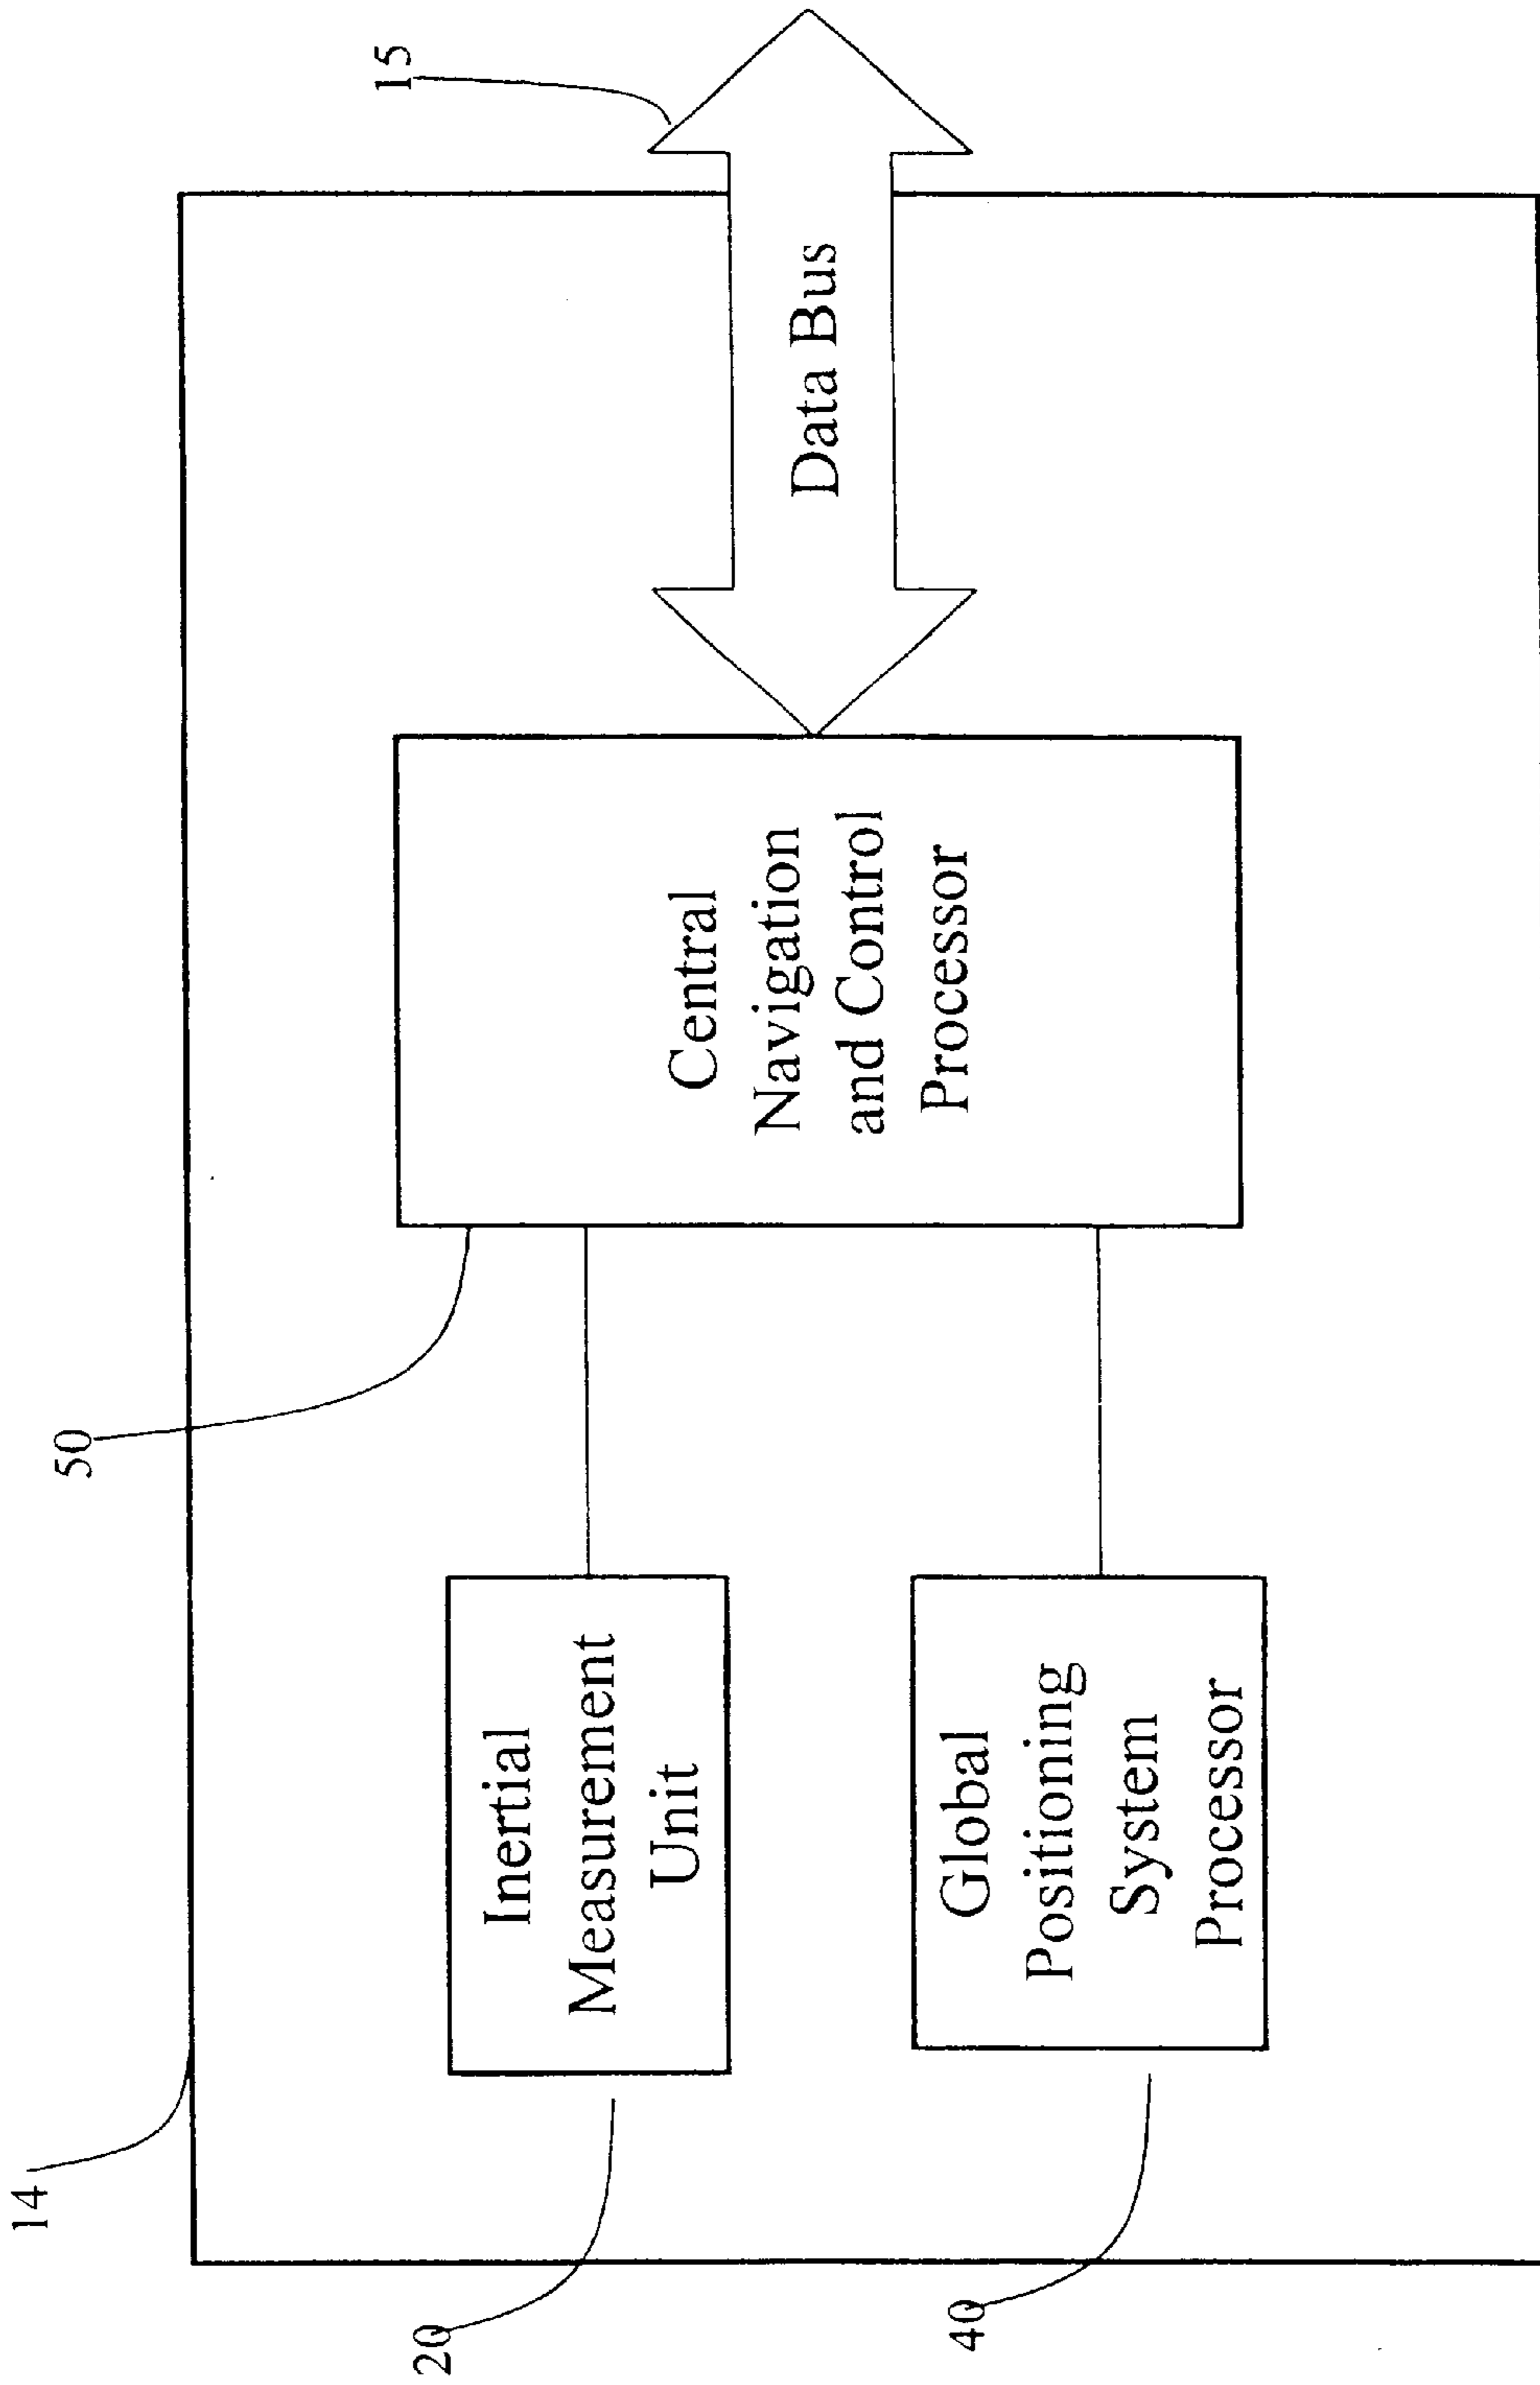 14
50
15
20
Inertial
Measurement
Unit
Central
Navigation
and Control
Processor
Data Bus
40
Global
Positioning
System
Processor